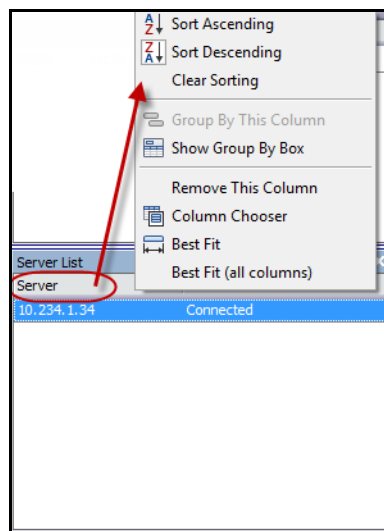 Sort Ascending
Sort Descending
Clear Sorting
Group By This Column
Show Group By Box
Remove This Column
Column Chooser
Best Fit
Best Fit (all columns)
Server List
Server
10.234.1.34 Connected